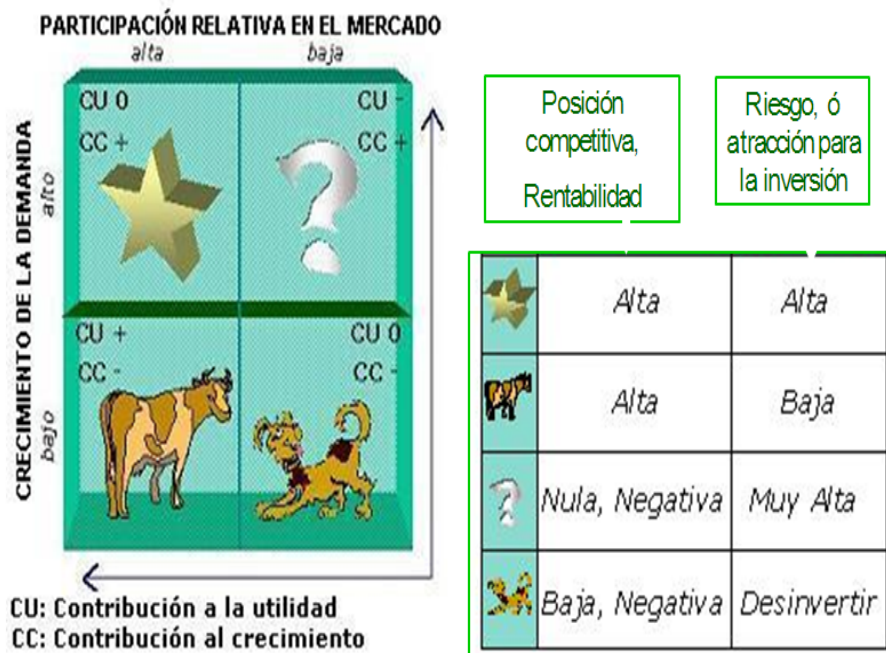 PARTICIPACIÓN RELATIVA EN EL MERCADO
alta baja
CRECIMIENTO DE LA DEMANDA
alto
bajo
CU 0
CC +
CU -
CC +
CU +
CC -
CU 0
CC -
CU: Contribución a la utilidad
CC: Contribución al crecimiento
Posición
competitiva,
Rentabilidad
Riesgo, ó
atracción para
la inversión
Alta Alta
Alta Baja
Nula, Negativa Muy Alta
Baja, Negativa Desinvertir